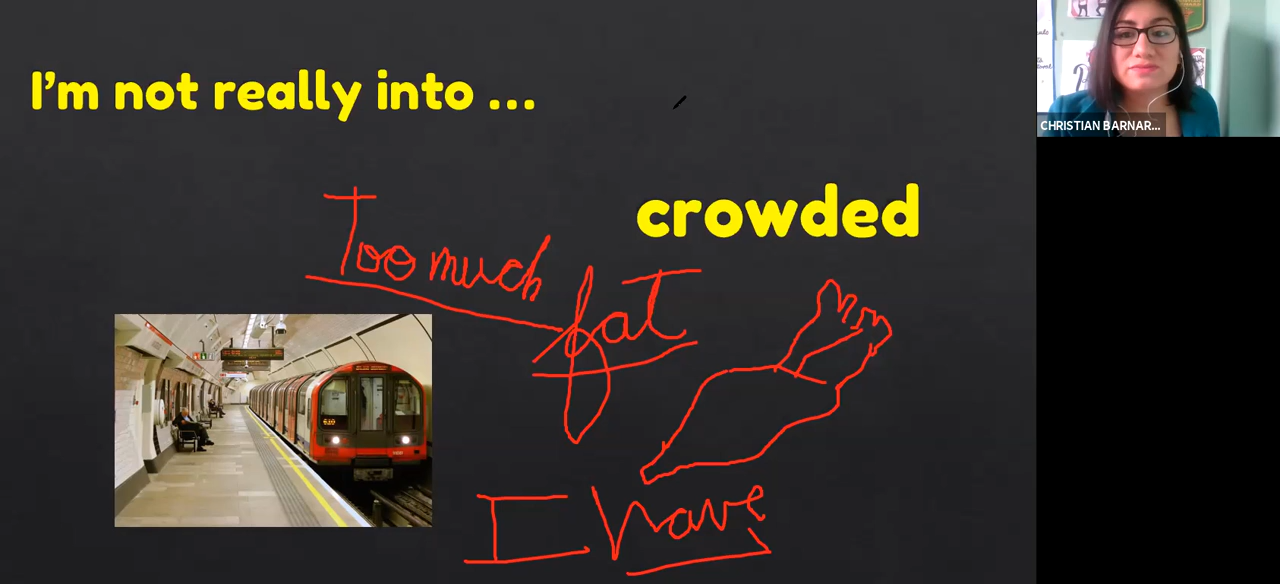 I'm not really into ...
crowded
Too much fat
I have
CHRISTIAN BARNAR...